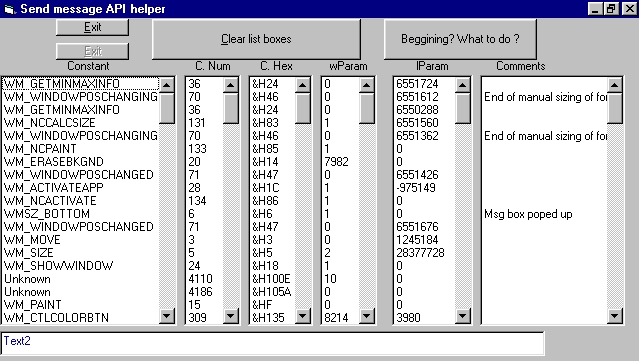 Send message API helper
Exit
Exit
Clear list boxes
Beggining? What to do ?
Constant C. Num C. Hex wParam lParam Comments
WM_GETMINMAXINFO 36 &H24 0 6551724
WM_WINDOWPOSCHANGING 70 &H46 0 6551612 End of manual sizing of for
WM_GETMINMAXINFO 36 &H24 0 6550288
WM_NCCALCSIZE 131 &H83 1 6551560
WM_WINDOWPOSCHANGING 70 &H46 0 6551362 End of manual sizing of for
WM_NCPAINT 133 &H85 1 0
WM_ERASEBKGND 20 &H14 7982 0
WM_WINDOWPOSCHANGED 71 &H47 0 6551426
WM_ACTIVATEAPP 28 &H1C 1 -975149
WM_NCACTIVATE 134 &H86 1 0
WMSZ_BOTTOM 6 &H6 1 0 Msg box poped up
WM_WINDOWPOSCHANGED 71 &H47 0 6551676
WM_MOVE 3 &H3 0 1245184
WM_SIZE 5 &H5 2 28377728
WM_SHOWWINDOW 24 &H18 1 0
Unknown 4110 &H100E 10 0
Unknown 4186 &H105A 0 0
WM_PAINT 15 &HF 0 0
WM_CTLCOLORBTN 309 &H135 8214 3980
Text2